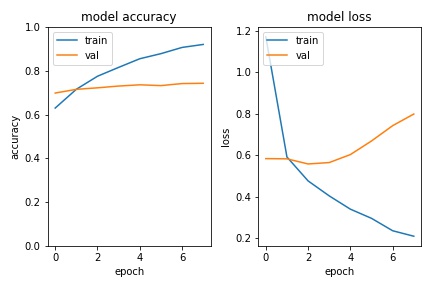 model accuracy
train
val
1.0
0.8
0.6
0.4
0.2
0.0
accuracy
0 2 4 6
epoch
model loss
train
val
1.2
1.0
0.8
0.6
0.4
0.2
loss
0 2 4 6
epoch